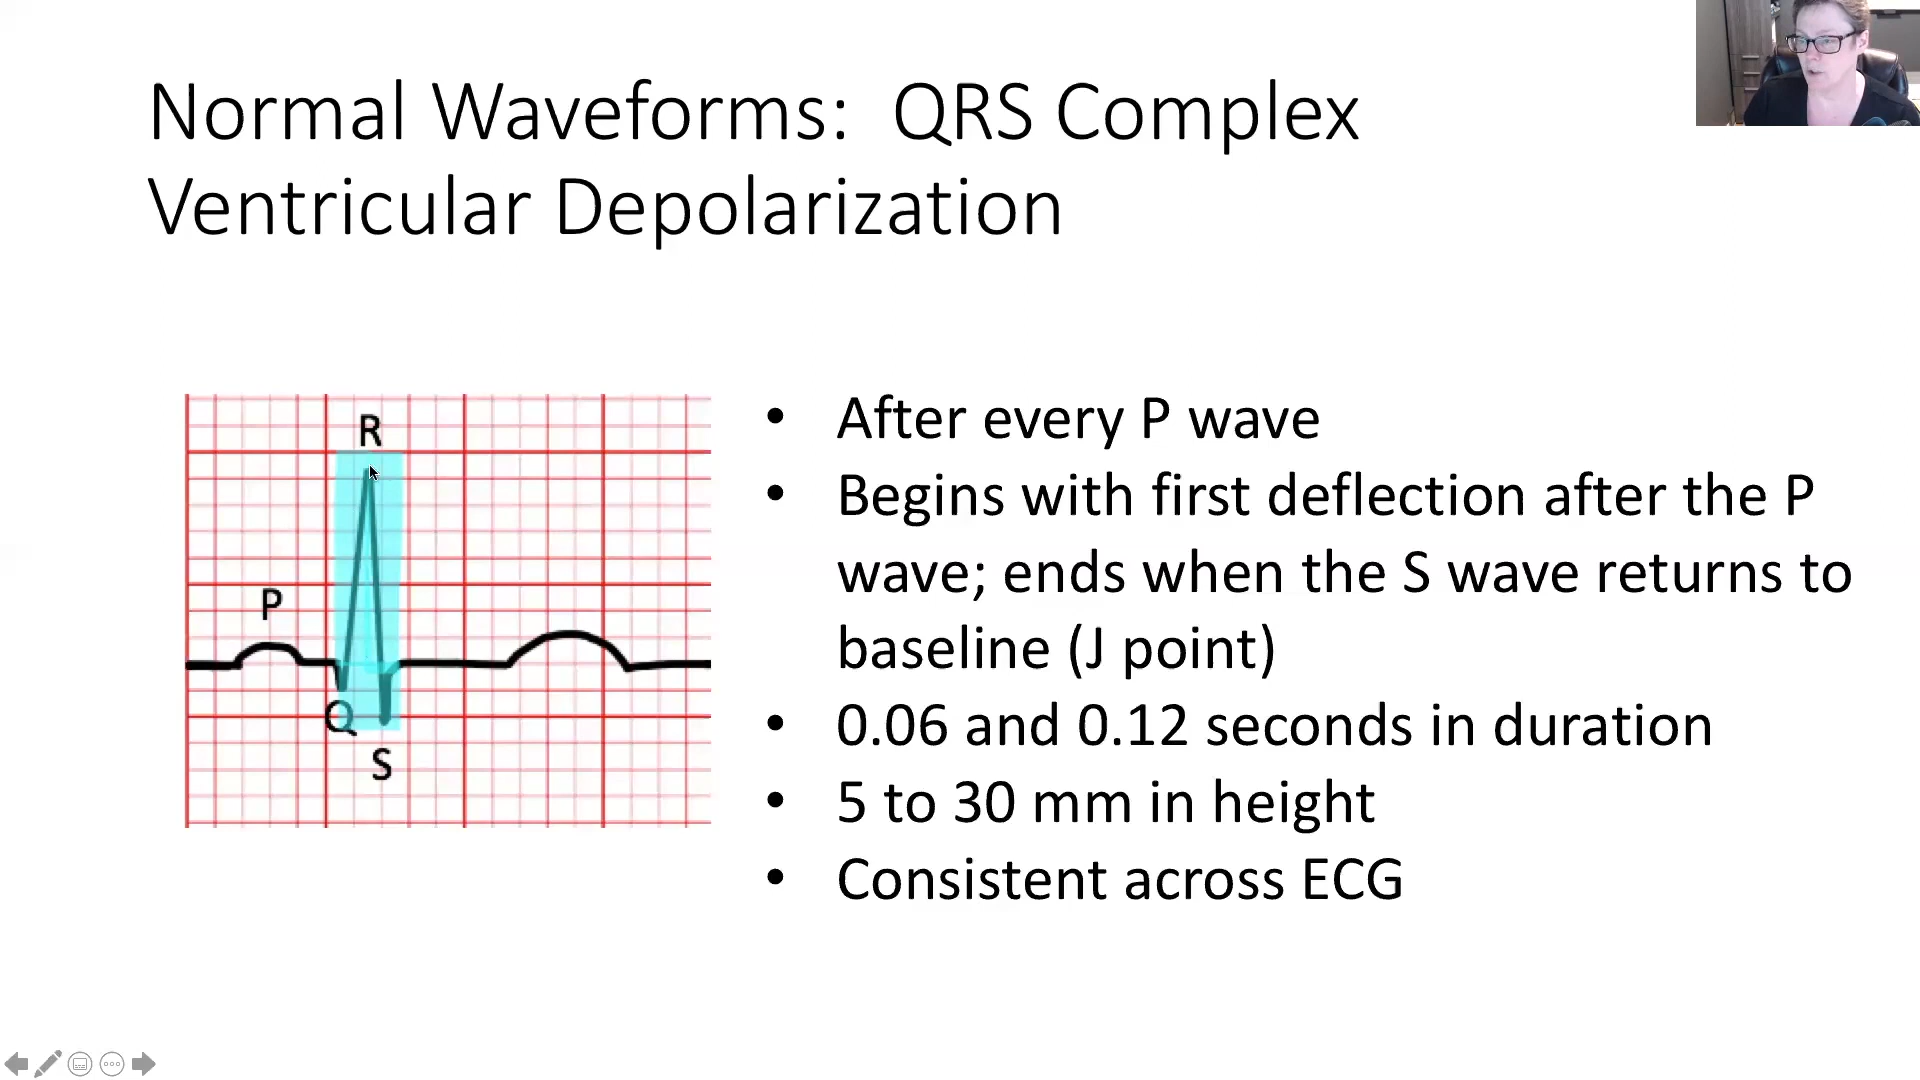 Normal Waveforms:  QRS Complex
Ventricular Depolarization
R
P
Q
S
• After every P wave
• Begins with first deflection after the P
wave; ends when the S wave returns to
baseline (J point)
• 0.06 and 0.12 seconds in duration
• 5 to 30 mm in height
• Consistent across ECG